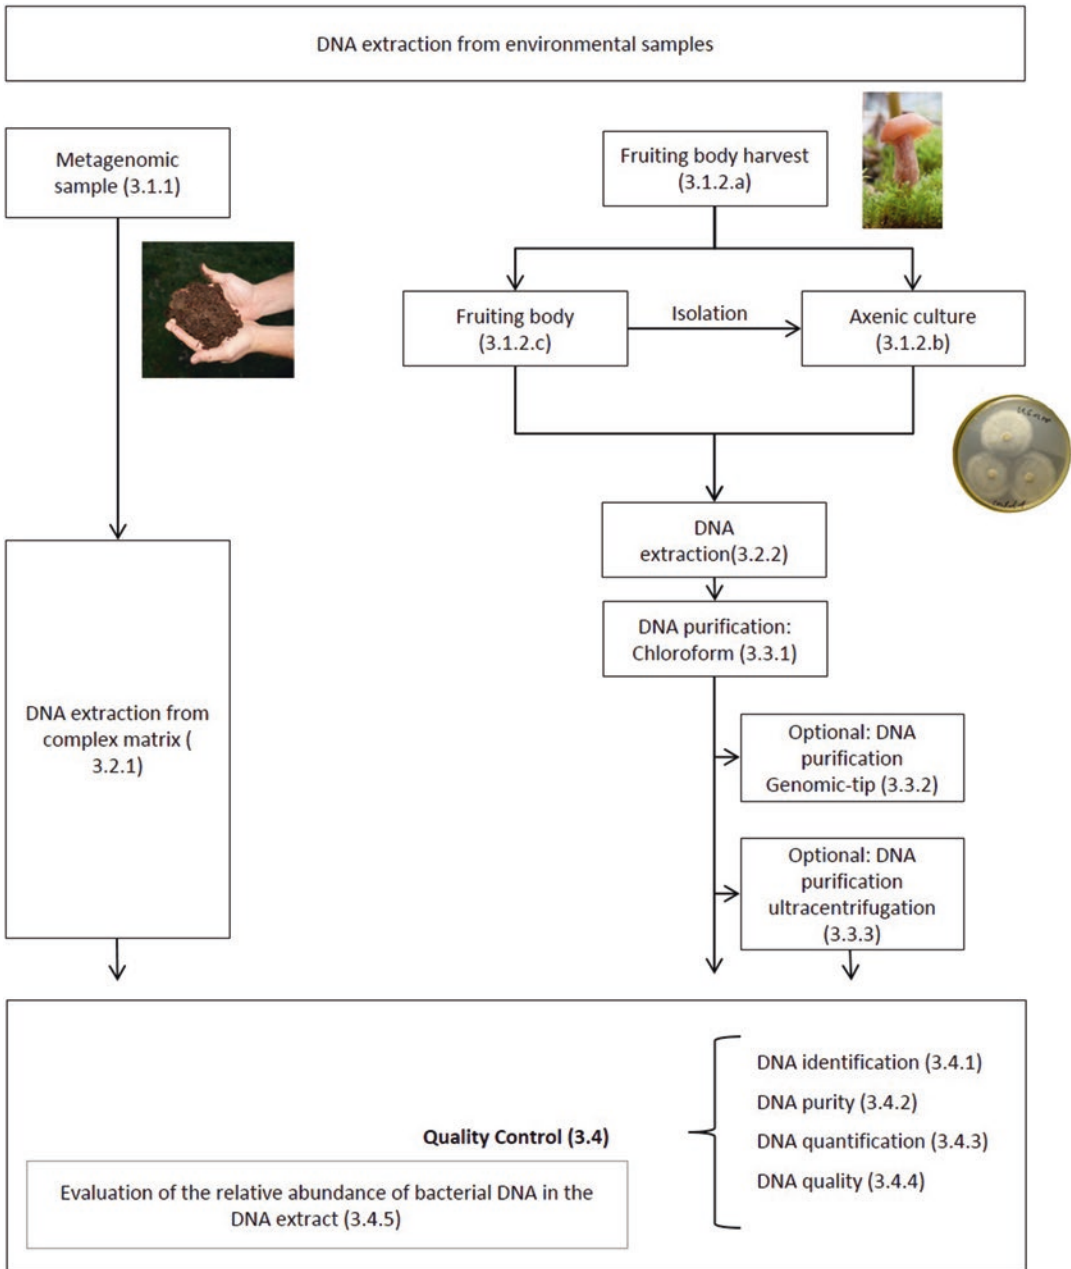 DNA extraction from environmental samples
Metagenomic
sample (3.1.1)
Fruiting body harvest
(3.1.2.a)
Fruiting body
(3.1.2.c)
Isolation
Axenic culture
(3.1.2.b)
DNA
extraction(3.2.2)
DNA purification:
Chloroform (3.3.1)
DNA extraction from
complex matrix (
3.2.1)
Optional: DNA
purification
Genomic-tip (3.3.2)
Optional: DNA
purification
ultracentrifugation
(3.3.3)
Quality Control (3.4)
DNA identification (3.4.1)
DNA purity (3.4.2)
DNA quantification (3.4.3)
DNA quality (3.4.4)
Evaluation of the relative abundance of bacterial DNA in the
DNA extract (3.4.5)